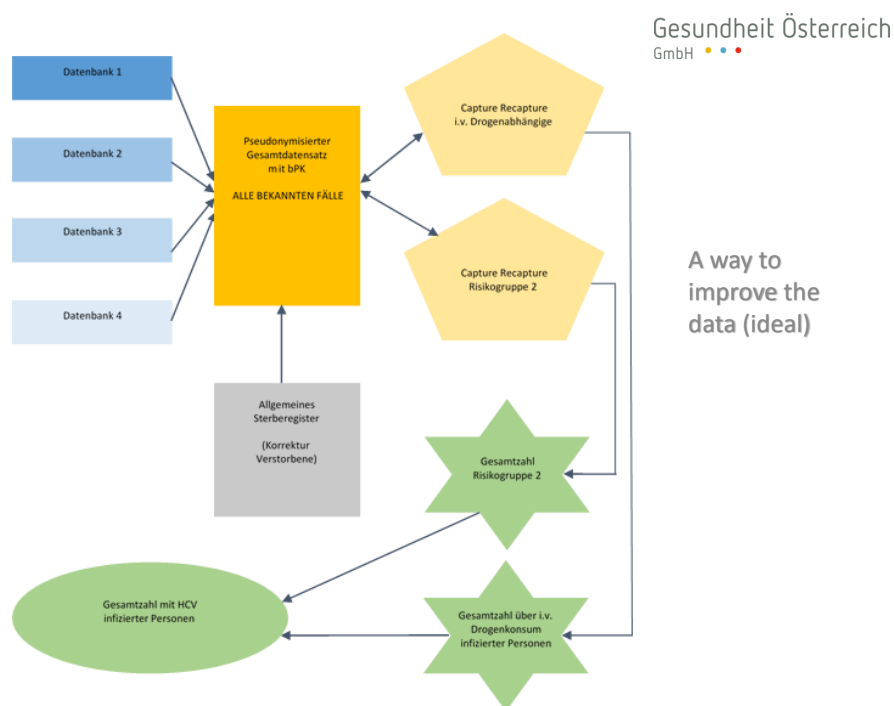 Gesundheit Österreich
GmbH
Datenbank 1
Datenbank 2
Datenbank 3
Datenbank 4
Pseudonymisierter
Gesamtdatensatz
mit bPK
ALLE BEKANNTEN FÄLLE
Capture Recapture
i.v. Drogenabhängige
Capture Recapture
Risikogruppe 2
A way to
improve the
data (ideal)
Allgemeines
Sterberegister
(Korrektur
Verstorbene)
Gesamtzahl
Risikogruppe 2
Gesamtzahl mit HCV
infizierter Personen
Gesamtzahl über i.v.
Drogenkonsum
infizierter Personen